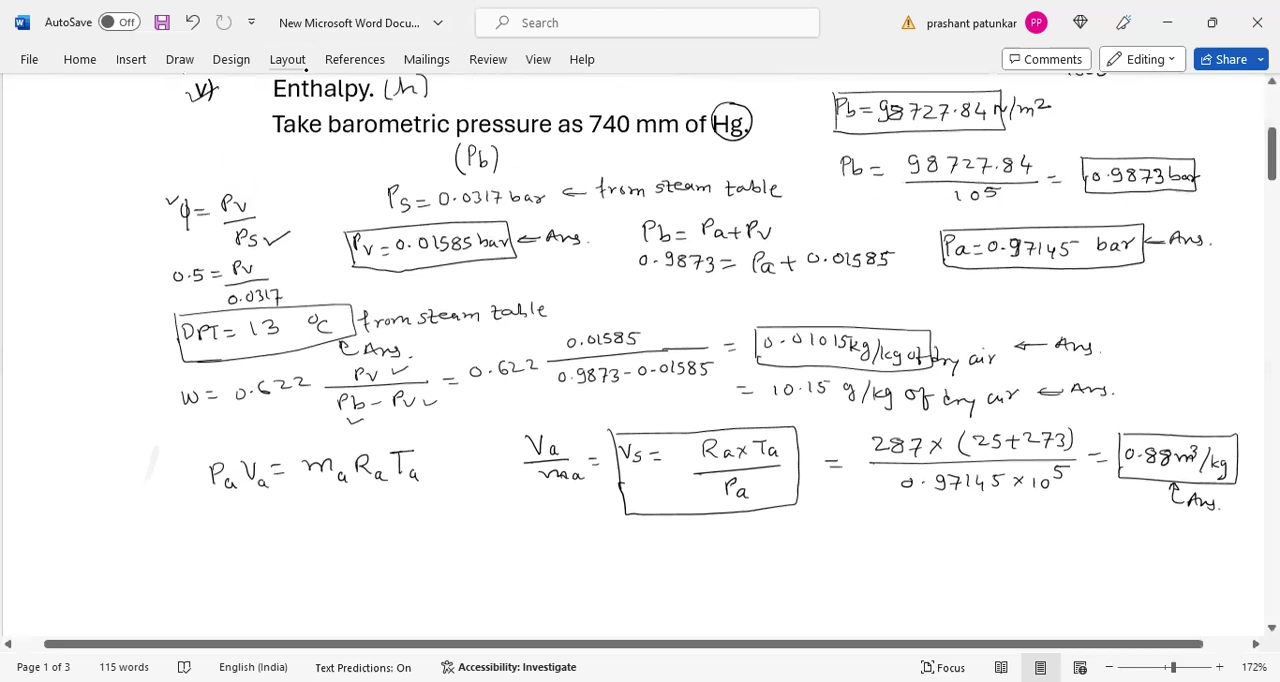 AutoSave Off New Microsoft Word Docu... Search prashant patunkar PP
File Home Insert Draw Design Layout References Mailings Review View Help Comments Editing Share
v) Enthalpy. (h)
Pb = 98727.84 N/m²
Take barometric pressure as 740 mm of Hg.
(Pb)
Pb = 98727.84 / 10⁵ = 0.9873 bar
Ps = 0.0317 bar ← from steam table
φ = Pv / Ps
Pv = 0.01585 bar ← Ans.
Pb = Pa + Pv
Pa = 0.97145 bar ← Ans.
0.9873 = Pa + 0.01585
0.5 = Pv / 0.0317
DPT = 13 °C from steam table
← Ans.
W = 0.622 Pv / Pb - Pv = 0.622 0.01585 / 0.9873 - 0.01585 = 0.01015 kg/kg of dry air ← Ans.
= 10.15 g/kg of dry air ← Ans.
PaVa = maRaTa
Va / ma = Vs = Ra x Ta / Pa = 287 × (25+273) / 0.97145 × 10⁵ = 0.88 m³/kg
↑ Ans.
Page 1 of 3 115 words English (India) Text Predictions: On Accessibility: Investigate Focus 172%